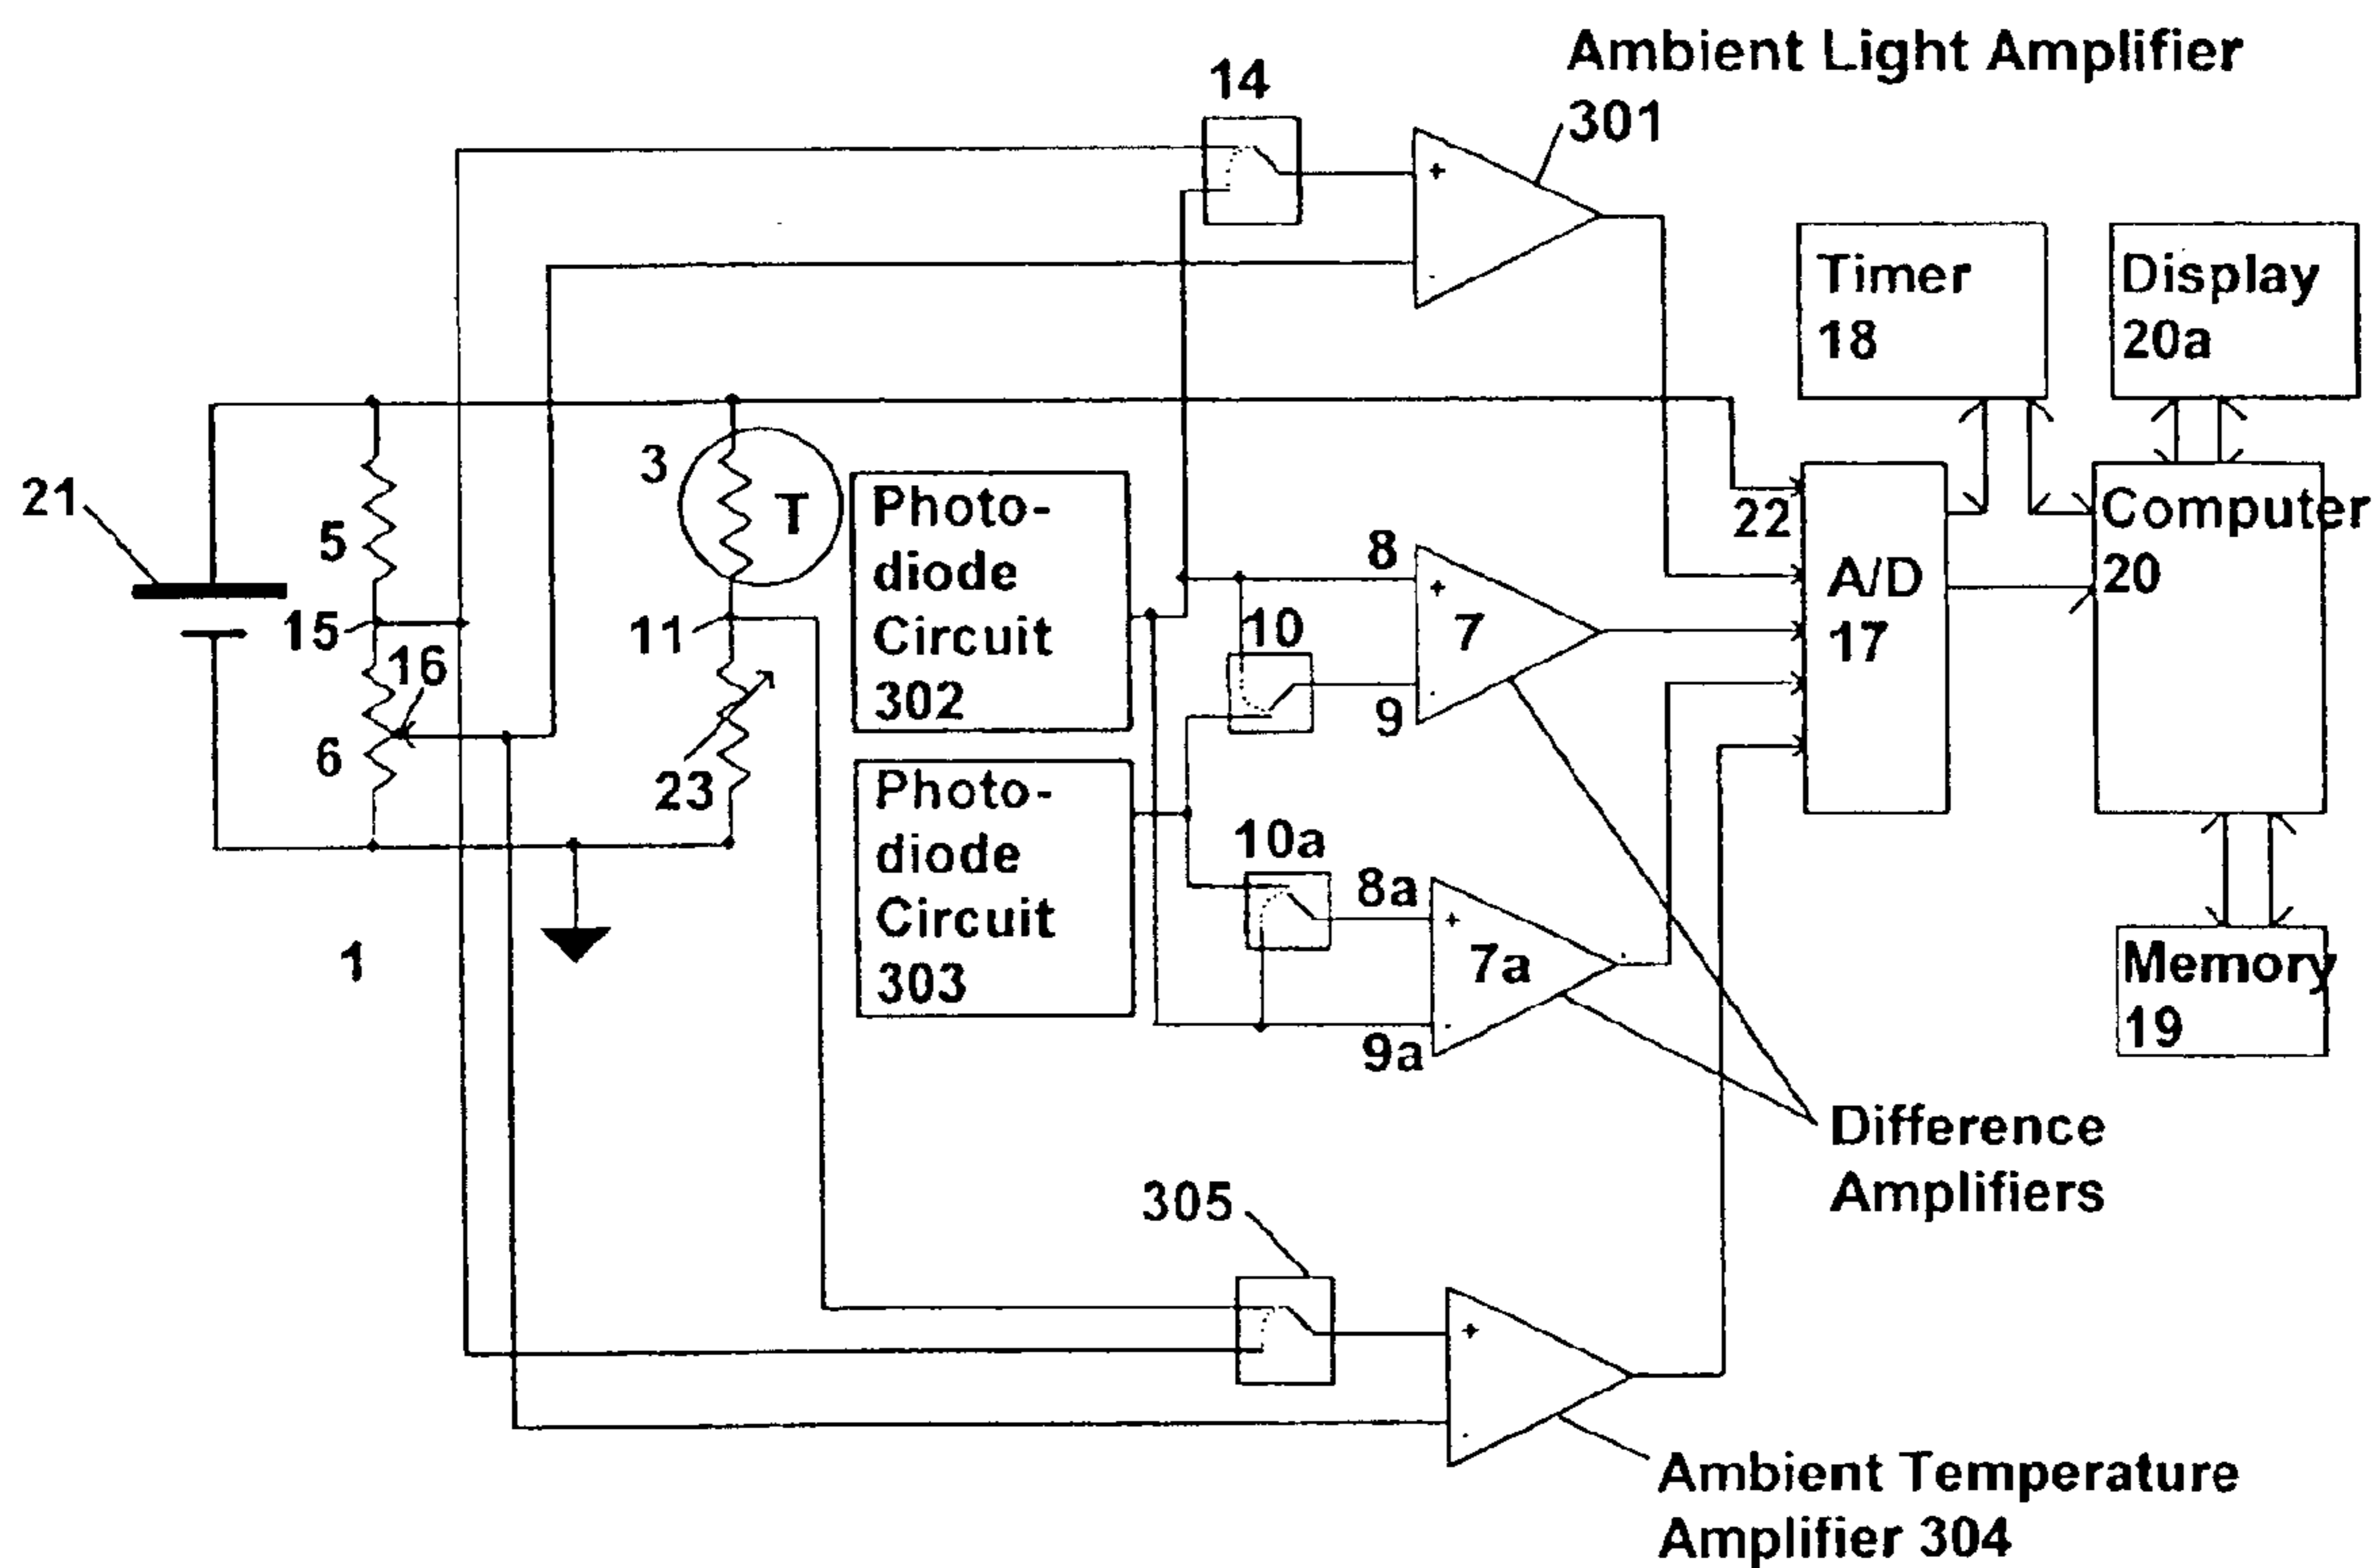 Ambient Light Amplifier
301
14
+
-
Timer
18
Display
20a
21
5
15
16
6
3
T
11
23
Photo-
diode
Circuit
302
Photo-
diode
Circuit
303
8
+
7
10
9
-
10a
8a
+
7a
9a
-
22
A/D
17
Computer
20
Memory
19
1
Difference
Amplifiers
305
+
-
Ambient Temperature
Amplifier 304